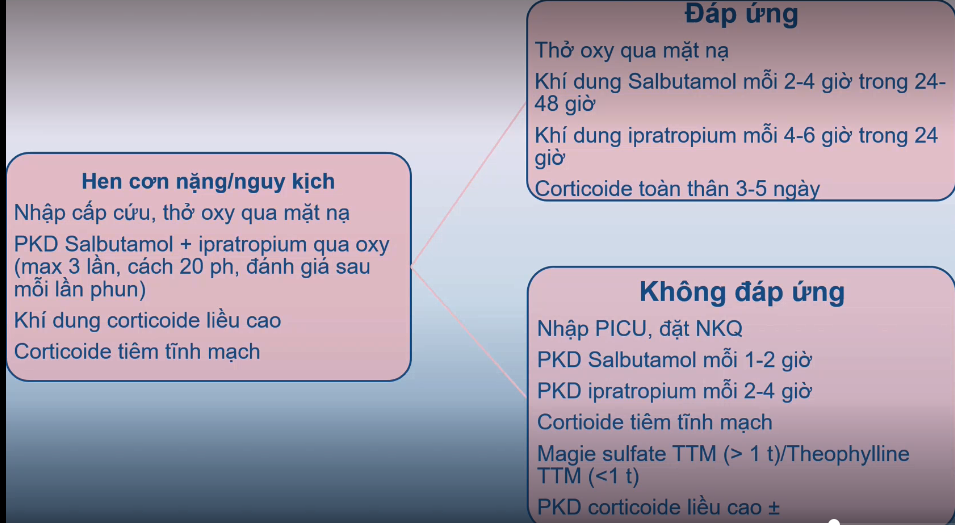 Hen cơn nặng/nguy kịch
Nhập cấp cứu, thở oxy qua mặt nạ
PKD Salbutamol + ipratropium qua oxy
(max 3 lần, cách 20 ph, đánh giá sau
mỗi lần phun)
Khí dung corticoide liều cao
Corticoide tiêm tĩnh mạch
Đáp ứng
Thở oxy qua mặt nạ
Khí dung Salbutamol mỗi 2-4 giờ trong 24-
48 giờ
Khí dung ipratropium mỗi 4-6 giờ trong 24
giờ
Corticoide toàn thân 3-5 ngày
Không đáp ứng
Nhập PICU, đặt NKQ
PKD Salbutamol mỗi 1-2 giờ
PKD ipratropium mỗi 2-4 giờ
Cortioide tiêm tĩnh mạch
Magie sulfate TTM (> 1 t)/Theophylline
TTM (<1 t)
PKD corticoide liều cao ±